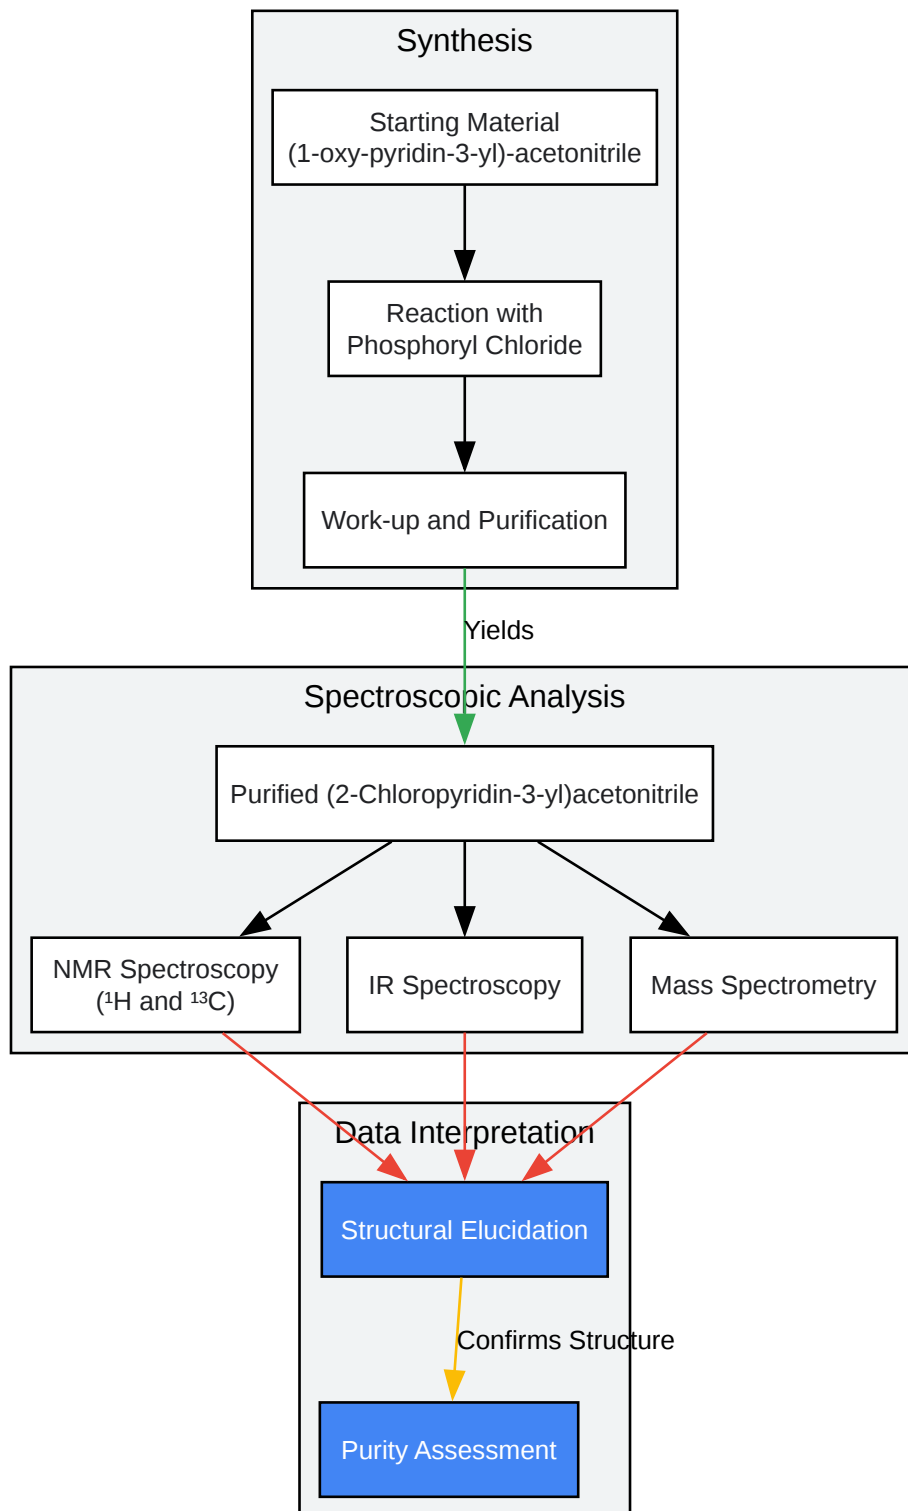 Synthesis
Starting Material
(1-oxy-pyridin-3-yl)-acetonitrile
Reaction with
Phosphoryl Chloride
Work-up and Purification
Yields
Spectroscopic Analysis
Purified (2-Chloropyridin-3-yl)acetonitrile
NMR Spectroscopy
(¹H and ¹³C)
IR Spectroscopy
Mass Spectrometry
Data Interpretation
Structural Elucidation
Confirms Structure
Purity Assessment